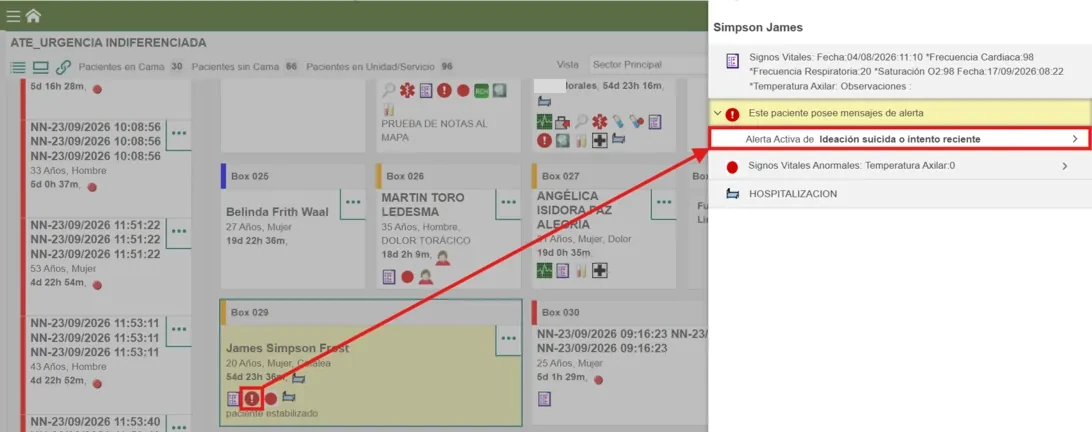 ATE_URGENCIA INDIFERENCIADA
Pacientes en Cama 30 Pacientes sin Cama 66 Pacientes en Unidad/Servicio 96
Vista Sector Principal
5d 16h 28m,
NN-23/09/2026 10:08:56
NN-23/09/2026 10:08:56
NN-23/09/2026 10:08:56
33 Años, Hombre
5d 0h 37m,
NN-23/09/2026 11:51:22
NN-23/09/2026 11:51:22
NN-23/09/2026 11:51:22
53 Años, Mujer
4d 22h 54m,
NN-23/09/2026 11:53:11
NN-23/09/2026 11:53:11
NN-23/09/2026 11:53:11
43 Años, Hombre
4d 22h 52m,
NN-23/09/2026 11:53:40
PRUEBA DE NOTAS AL
MAPA
Morales, 54d 23h 16m,
Box 025
Belinda Frith Waal
27 Años, Mujer
19d 22h 36m,
Box 026
MARTIN TORO
LEDESMA
35 Años, Hombre,
DOLOR TORÁCICO
18d 2h 9m,
Box 027
ANGÉLICA
ISIDORA PAZ
ALEGRIA
Años, Mujer, Dolor
19d 0h 35m,
Box 029
James Simpson Frost
20 Años, Mujer,
54d 23h 36m,
paciente estabilizado
Box 030
NN-23/09/2026 09:16:23 NN-23/
NN-23/09/2026 09:16:23
25 Años, Mujer
5d 1h 29m,
Simpson James
Signos Vitales: Fecha:04/08/2026:11:10 *Frecuencia Cardiaca:98
*Frecuencia Respiratoria:20 *Saturación O2:98 Fecha:17/09/2026:08:22
*Temperatura Axilar: Observaciones :
Este paciente posee mensajes de alerta
Alerta Activa de Ideación suicida o intento reciente
Signos Vitales Anormales: Temperatura Axilar:0
HOSPITALIZACION